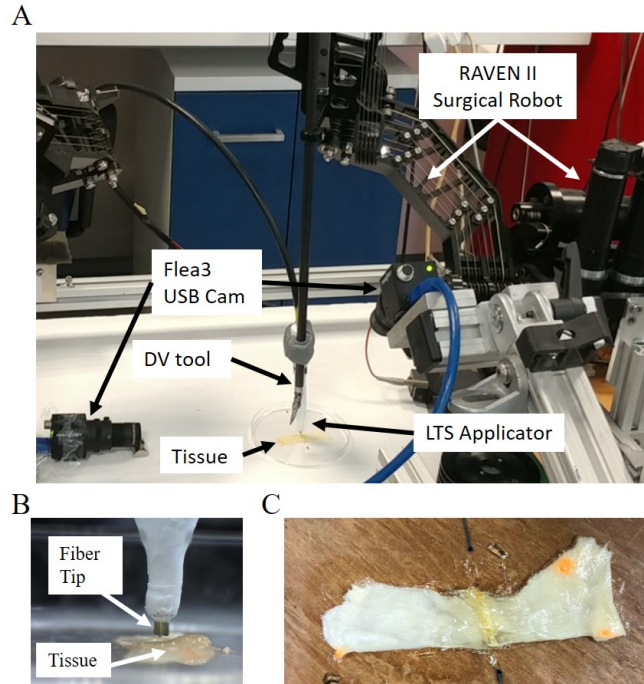 A
RAVEN II
Surgical Robot
Flea3
USB Cam
DV tool
LTS Applicator
Tissue
B
C
Fiber
Tip
Tissue